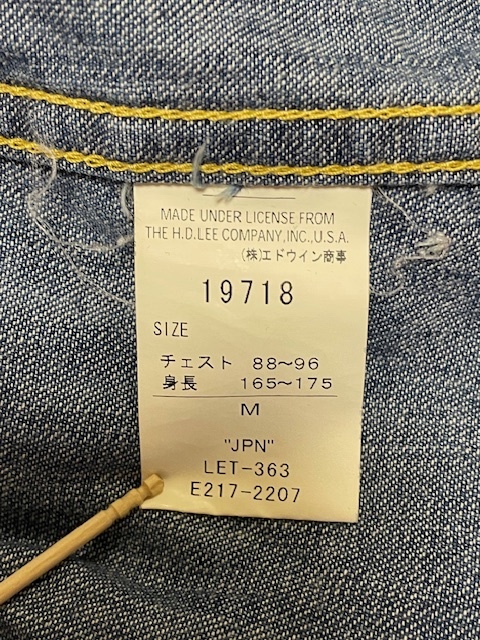 MADE UNDER LICENSE FROM
THE H.D.LEE COMPANY,INC.,U.S.A.
(株)エドウイン商事
19718
SIZE
チェスト 88〜96
身長 165〜175
M
"JPN"
LET-363
E217-2207